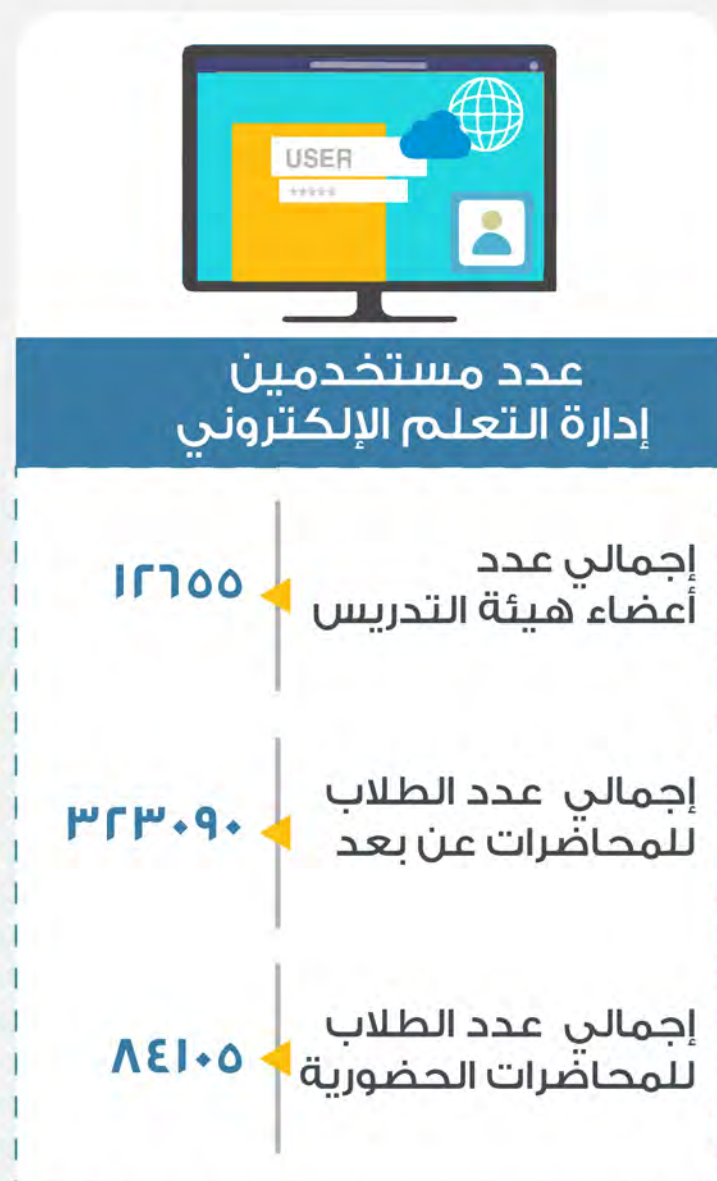 USER
*****
عدد مستخدمين
إدارة التعلم الإلكتروني
إجمالي عدد
أعضاء هيئة التدريس
١٢٦٥٥
إجمالي عدد الطلاب
للمحاضرات عن بعد
٣٢٣٠٩٠
إجمالي عدد الطلاب
للمحاضرات الحضورية
٨٤١٠٥